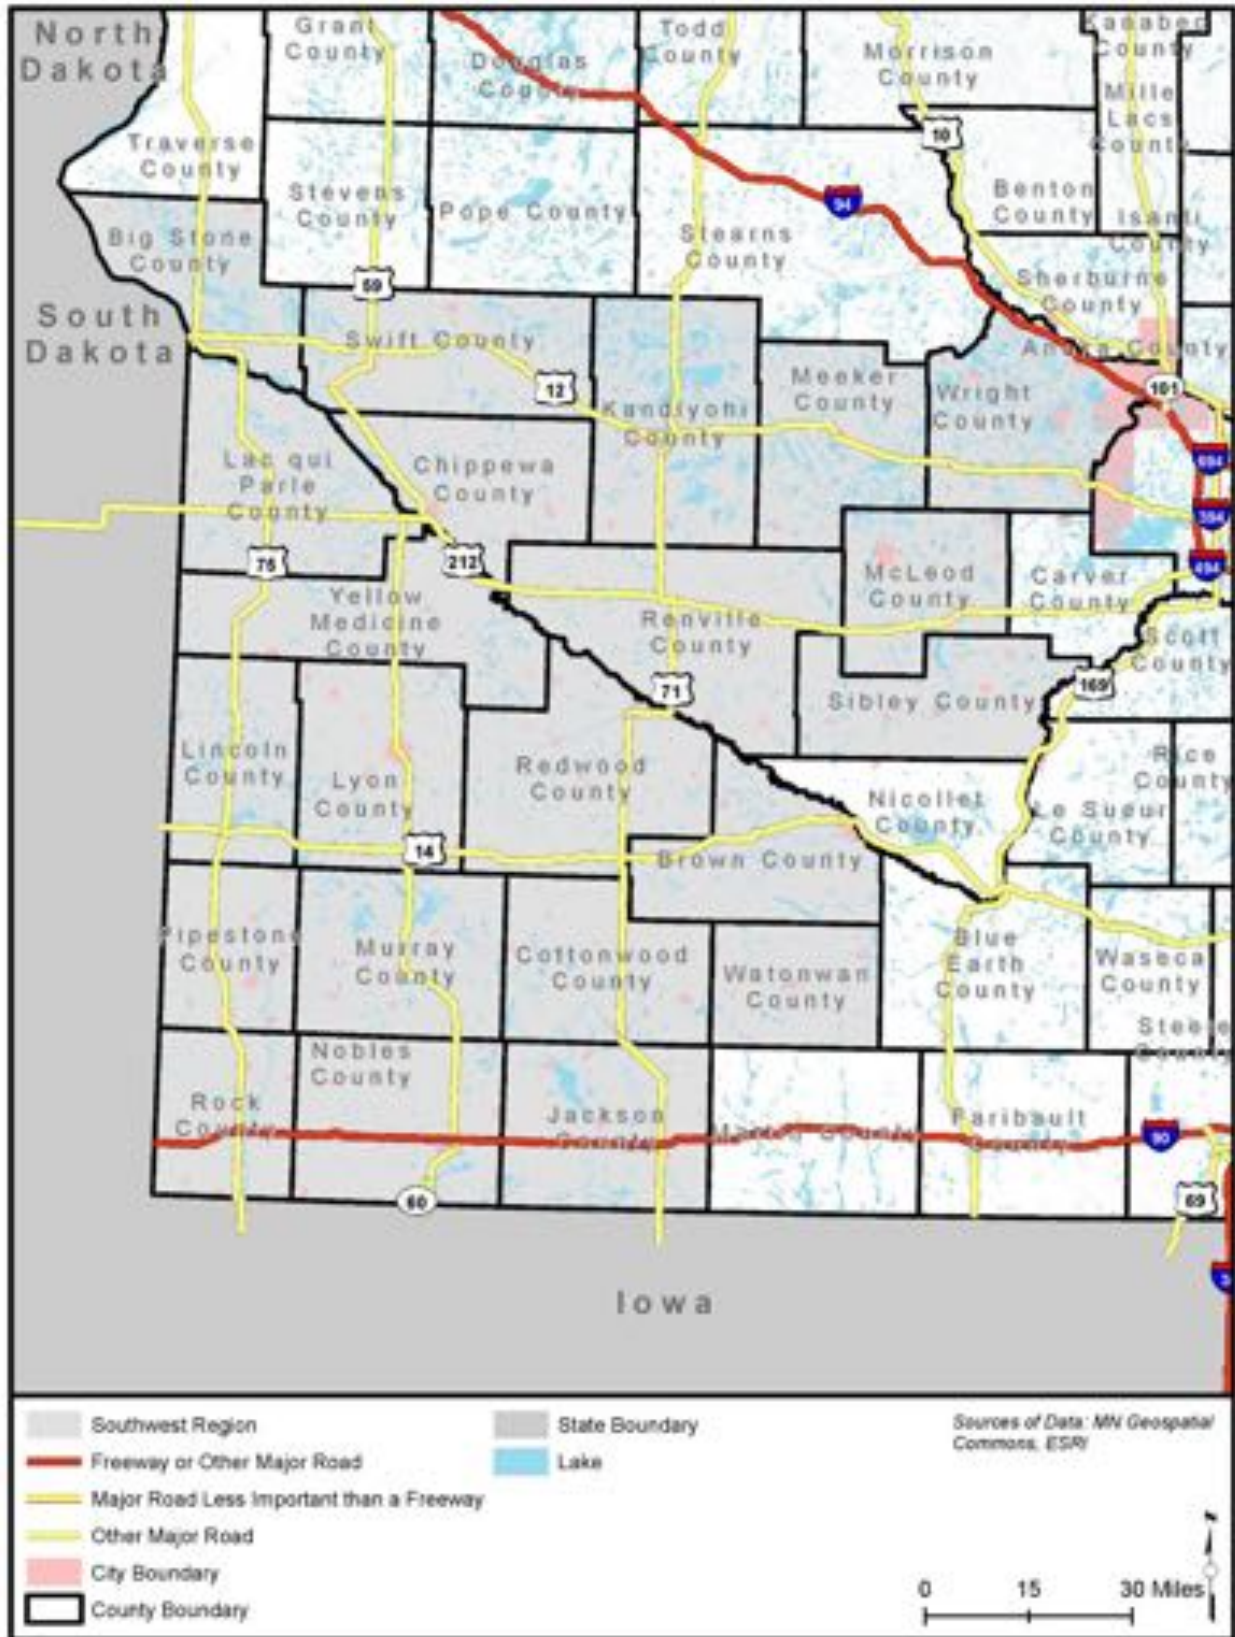 North
Dakota
Grant
County
Douglas
County
Todd
County
Morrison
County
Kanabec
County
Mille
Lacs
County
10
Traverse
County
Stevens
County
Pope County
94
Benton
County
Isanti
County
Big Stone
County
Stearns
County
Sherburne
County
59
South
Dakota
Swift County
Anoka County
12
Meeker
County
Wright
County
101
Kandiyohi
County
Lac qui
Parle
County
Chippewa
County
694
394
75
212
494
McLeod
County
Carver
County
Yellow
Medicine
County
Renville
County
Scott
County
71
169
Sibley County
Lincoln
County
Lyon
County
Redwood
County
Rice
County
Nicollet
County
Le Sueur
County
14
Brown County
Pipestone
County
Murray
County
Cottonwood
County
Watonwan
County
Blue
Earth
County
Waseca
County
Steele
County
Nobles
County
Rock
County
Jackson
County
Martin County
Faribault
County
90
60
69
Iowa
Southwest Region
Freeway or Other Major Road
Major Road Less Important than a Freeway
Other Major Road
City Boundary
County Boundary
State Boundary
Lake
Sources of Data: MN Geospatial
Commons, ESRI
0 15 30 Miles